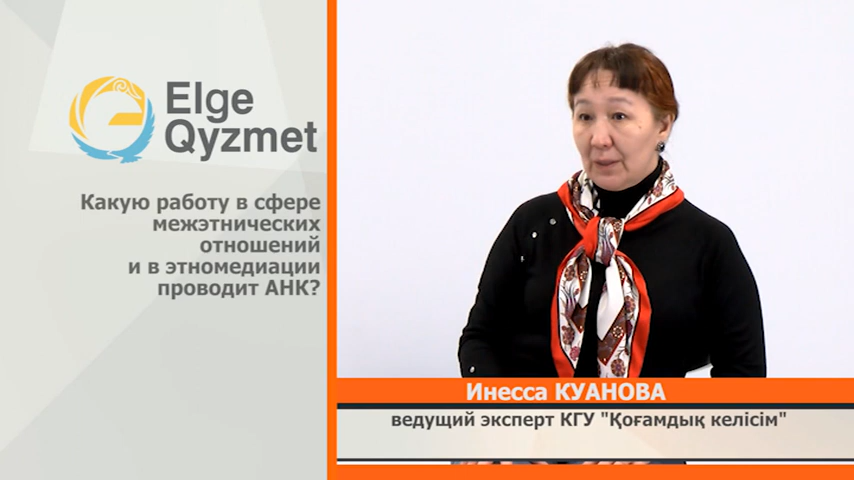 Elge
Qyzmet
Какую работу в сфере
межэтнических
отношений
и в этномедиации
проводит АНК?
Инесса КУАНОВА
ведущий эксперт КГУ "Қоғамдық келісім"